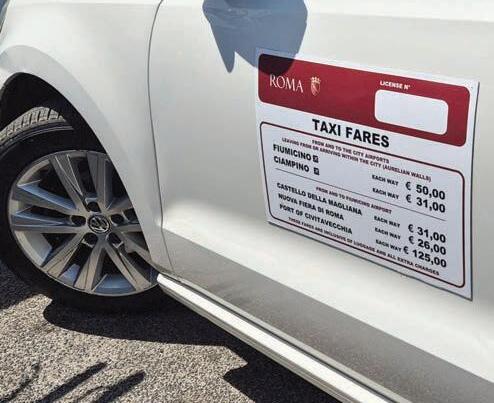 ROMA
LICENSE N°
TAXI FARES
FROM AND TO THE CITY AIRPORTS
LEAVING FROM OR ARRIVING WITHIN THE CITY (AURELIAN WALLS)
FIUMICINO EACH WAY € 50,00
CIAMPINO EACH WAY € 31,00
FROM AND TO FIUMICINO AIRPORT
CASTELLO DELLA MAGLIANA EACH WAY € 31,00
NUOVA FIERA DI ROMA EACH WAY € 26,00
PORT OF CIVITAVECCHIA EACH WAY € 125,00
THESE FARES ARE INCLUSIVE OF LUGGAGE AND ALL EXTRA CHARGES